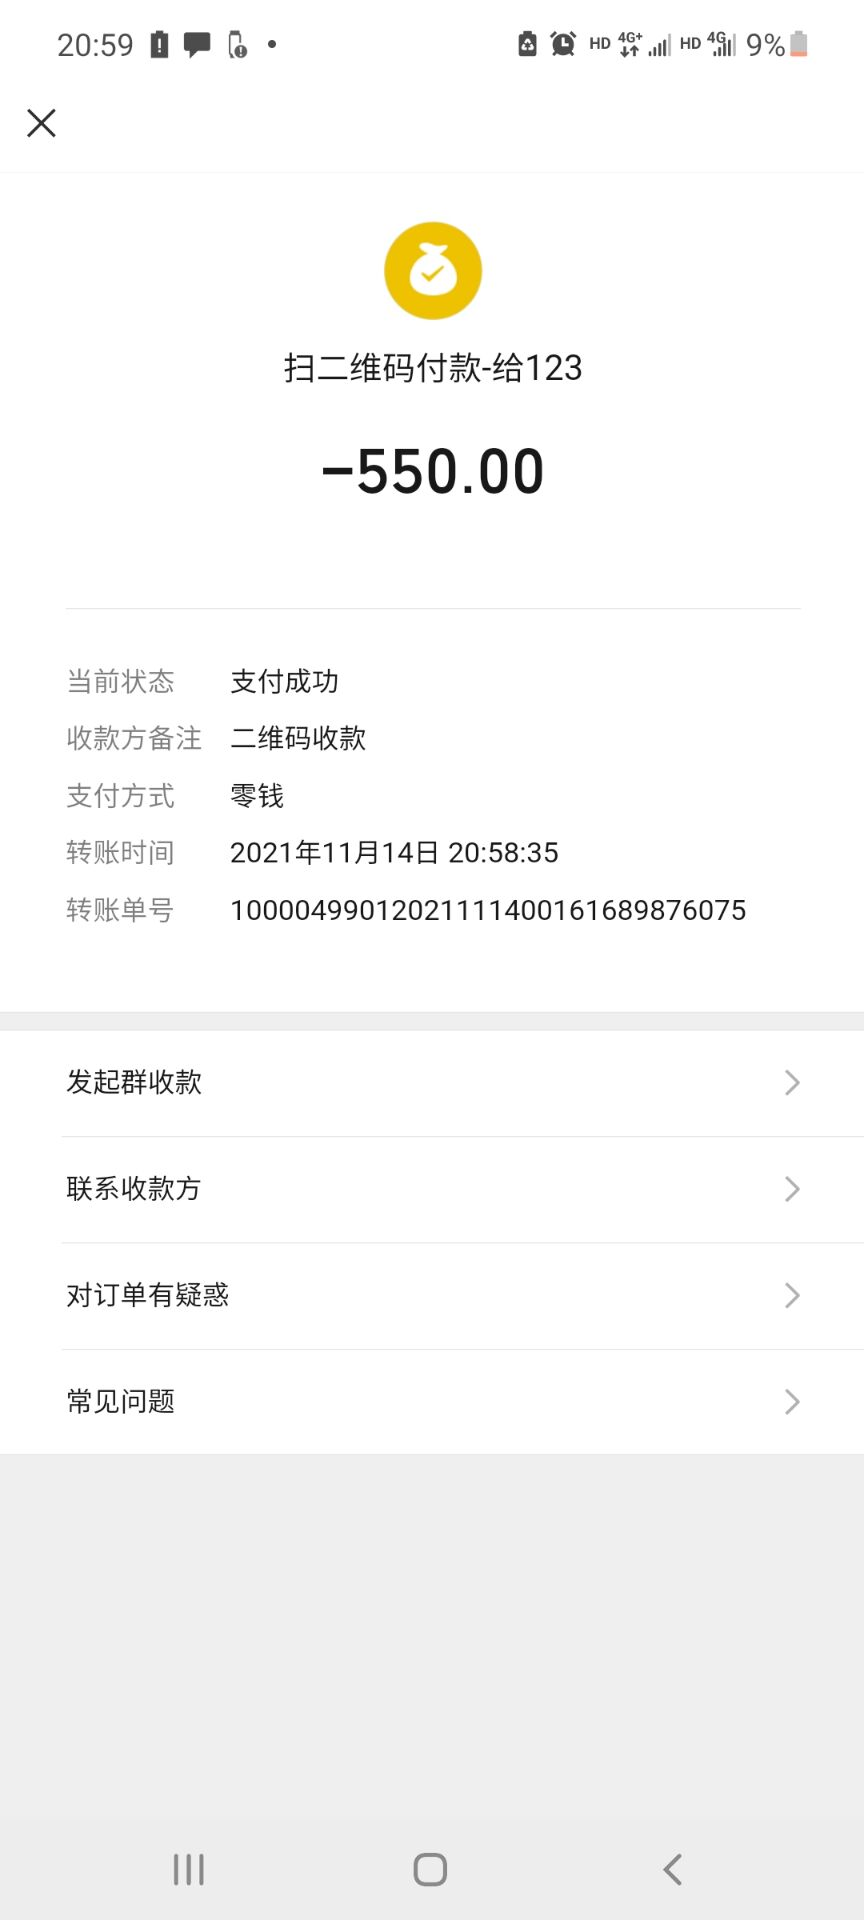 20:59 HD 4G+ HD 4G 9%
扫二维码付款-给123
-550.00
当前状态 支付成功
收款方备注 二维码收款
支付方式 零钱
转账时间 2021年11月14日 20:58:35
转账单号 1000049901202111140016168987​6075
发起群收款
联系收款方
对订单有疑惑
常见问题